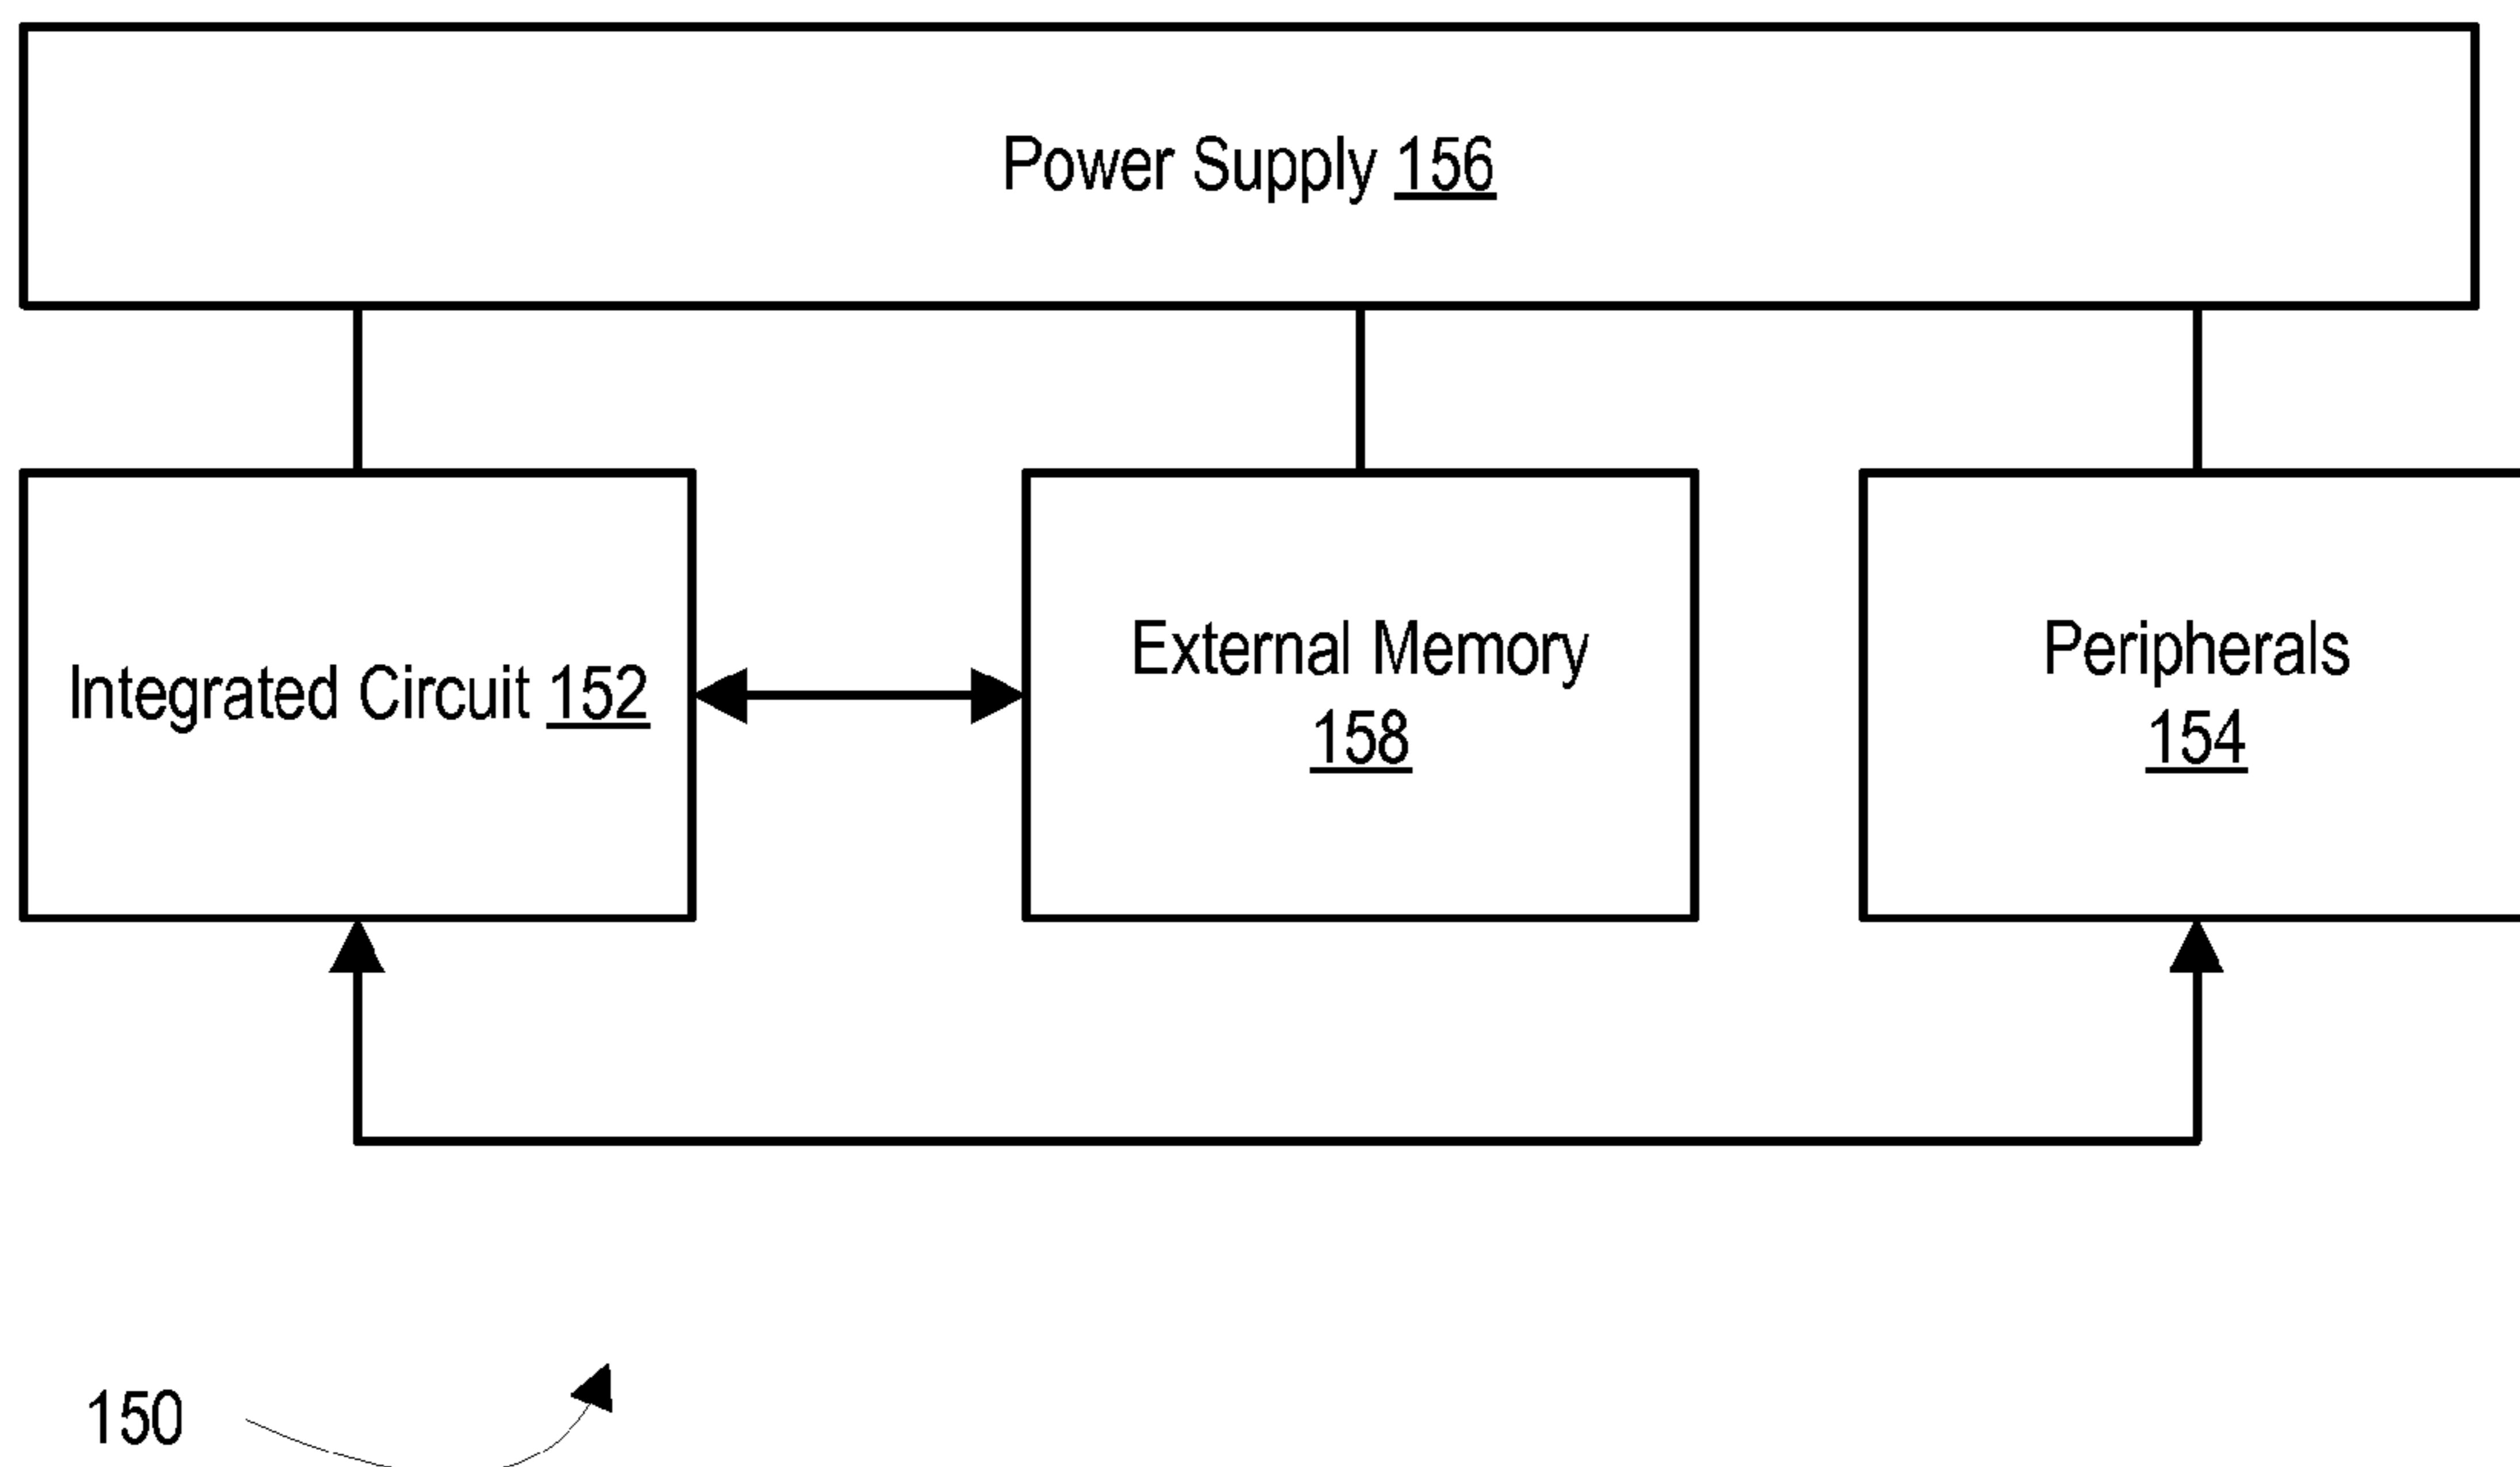 Power Supply 156
Integrated Circuit 152
External Memory
158
Peripherals
154
150